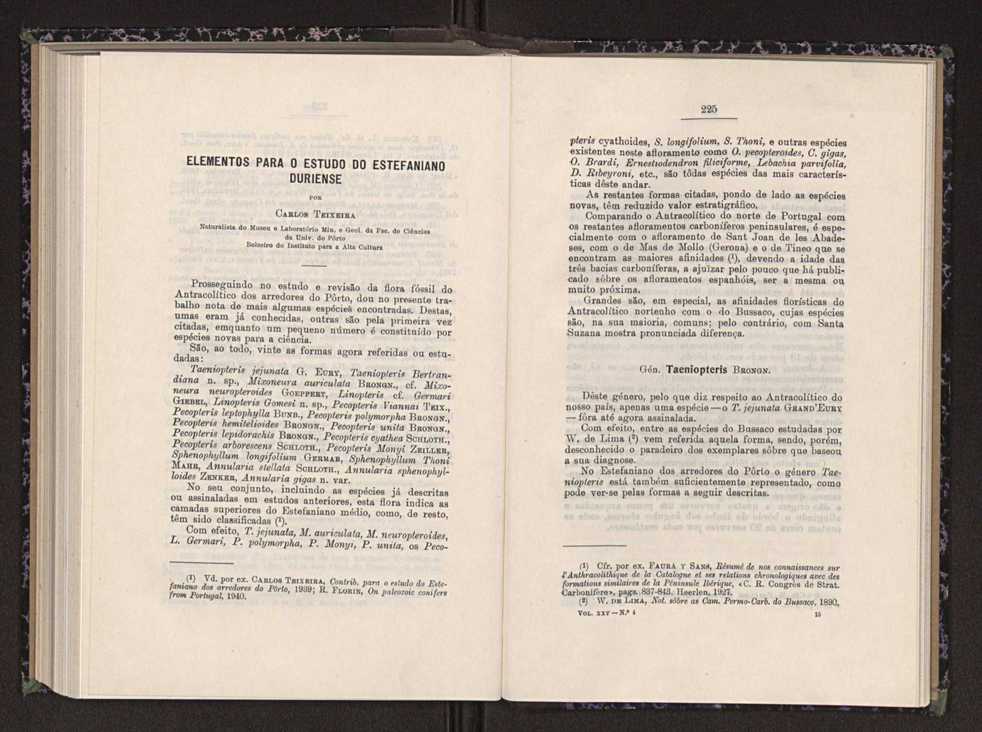 ELEMENTOS PARA O ESTUDO DO ESTEFANIANO
DURIENSE
POR
CARLOS TEIXEIRA
Naturalista do Museu e Laboratório Min. e Geol. da Fac. de Ciências
da Univ. do Pôrto
Bolseiro do Instituto para a Alta Cultura
Prosseguindo no estudo e revisão da flora fóssil do
Antracolítico dos arredores do Pôrto, dou no presente tra-
balho nota de mais algumas espécies encontradas. Destas,
umas eram já conhecidas, outras são pela primeira vez
citadas, emquanto um pequeno número é constituído por
espécies novas para a ciência.
São, ao todo, vinte as formas agora referidas ou estu-
dadas:
Taeniopteris jejunata G. EURY, Taeniopteris Bertran-
diana n. sp., Mixoneura auriculata BRONGN., cf. Mixo-
neura neuropteroides GOEPPERT, Linopteris cf. Germari
GIEBEL, Linopteris Gomesi n. sp., Pecopteris Viannai TEIX.,
Pecopteris leptophylla BUNB., Pecopteris polymorpha BRONGN.,
Pecopteris hemitelioides BRONGN., Pecopteris unita BRONGN.,
Pecopteris lepidorachis BRONGN., Pecopteris cyathea SCHLOTH.,
Pecopteris arborescens SCHLOTH., Pecopteris Monyi ZEILLER,
Sphenophyllum longifolium GERMAR, Sphenophyllum Thoni
MAHR, Annularia stellata SCHLOTH., Annularia sphenophyl-
loides ZENKER, Annularia gigas n. var.
No seu conjunto, incluindo as espécies já descritas
ou assinaladas em estudos anteriores, esta flora indica as
camadas superiores do Estefaniano médio, como, de resto,
têm sido classificadas (1).
Com efeito, T. jejunata, M. auriculata, M. neuropteroides,
L. Germari, P. polymorpha, P. Monyi, P. unita, os Peco-
(1) Vd. por ex. CARLOS TEIXEIRA, Contrib. para o estudo do Este-
faniano dos arredores do Pôrto, 1939; R. FLORIN, On paleozoic conifers
from Portugal, 1940.
225
pteris cyathoides, S. longifolium, S. Thoni, e outras espécies
existentes neste afloramento como O. pecopteroides, C. gigas,
O. Brardi, Ernestiodendron filiciforme, Lebachia parvifolia,
D. Ribeyroni, etc., são tôdas espécies das mais caracterís-
ticas dêste andar.
As restantes formas citadas, pondo de lado as espécies
novas, têm reduzido valor estratigráfico.
Comparando o Antracolítico do norte de Portugal com
os restantes afloramentos carboníferos peninsulares, é espe-
cialmente com o afloramento de Sant Joan de les Abade-
ses, com o de Mas de Mollo (Gerona) e o de Tineo que se
encontram as maiores afinidades (1), devendo a idade das
três bacias carboníferas, a ajuizar pelo pouco que há publi-
cado sôbre os afloramentos espanhóis, ser a mesma ou
muito próxima.
Grandes são, em especial, as afinidades florísticas do
Antracolítico nortenho com o do Bussaco, cujas espécies
são, na sua maioria, comuns; pelo contrário, com Santa
Suzana mostra pronunciada diferença.
Gén. Taeniopteris BRONGN.
Dêste género, pelo que diz respeito ao Antracolítico do
nosso país, apenas uma espécie — o T. jejunata GRAND'EURY
— fôra até agora assinalada.
Com efeito, entre as espécies do Bussaco estudadas por
W. de Lima (2) vem referida aquela forma, sendo, porém,
desconhecido o paradeiro dos exemplares sôbre que baseou
a sua diagnose.
No Estefaniano dos arredores do Pôrto o género Tae-
niopteris está também suficientemente representado, como
pode ver-se pelas formas a seguir descritas.
(1) Cfr. por ex. FAURA Y SANS, Résumé de nos connaissances sur
l'Anthracolithique de la Catalogne et ses relations chronologiques avec des
formations similaires de la Péninsule Ibérique, «C. R. Congrès de Strat.
Carbonifère», pags. 837-843. Heerlen, 1927.
(2) W. DE LIMA, Not. sôbre as Cam. Permo-Carb. do Bussaco, 1890.
VOL. XXV — N.º 4 15